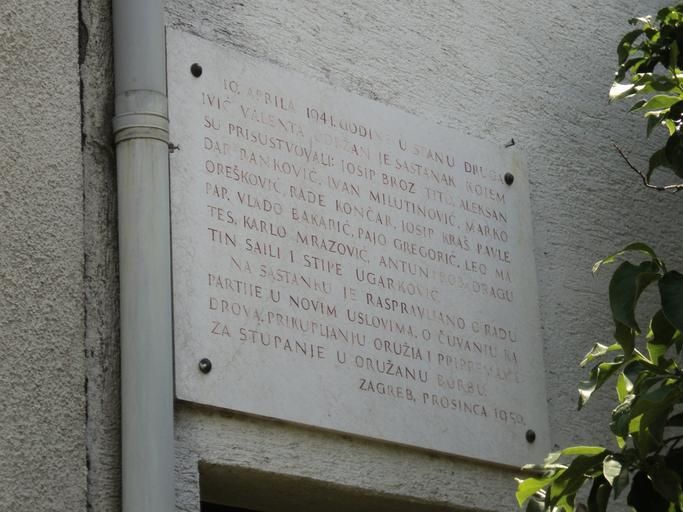 10. APRILA 1941. GODINE U STANU DRUGA
IVIĆ VALENTA ODRŽAN JE SASTANAK KOJEM
SU PRISUSTVOVALI: JOSIP BROZ TITO, ALEKSAN
DAR RANKOVIĆ, IVAN MILUTINOVIĆ, MARKO
OREŠKOVIĆ, RADE KONČAR, JOSIP KRAŠ, PAVLE
PAP, VLADO BAKARIĆ, PAJO GREGORIĆ, LEO MA
TES, KARLO MRAZOVIĆ, ANTUN ROB, DRAGU
TIN SAILI I STIPE UGARKOVIĆ.
NA SASTANKU JE RASPRAVLJANO O RADU
PARTIJE U NOVIM USLOVIMA, O ČUVANJU KA
DROVA, PRIKUPLJANJU ORUŽJA I PRIPREMAMA
ZA STUPANJE U ORUŽANU BORBU.
ZAGREB, PROSINCA 1950.